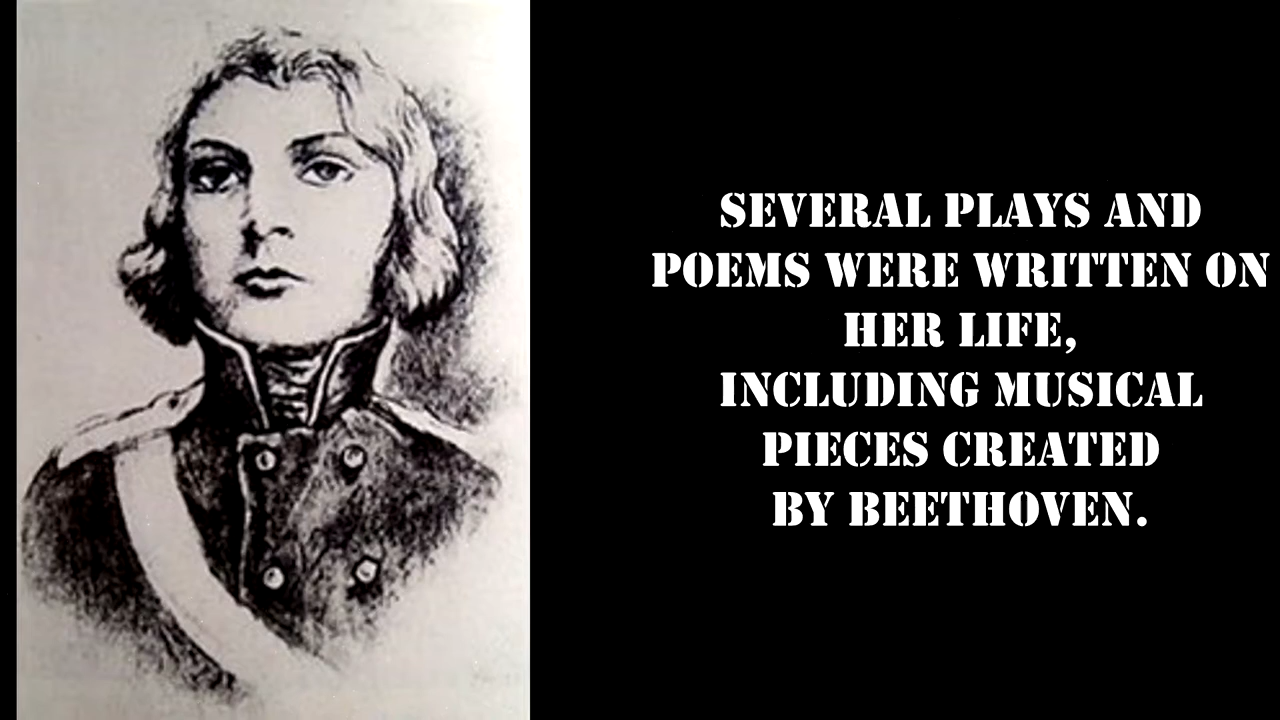 SEVERAL PLAYS AND
POEMS WERE WRITTEN ON
HER LIFE,
INCLUDING MUSICAL
PIECES CREATED
BY BEETHOVEN.